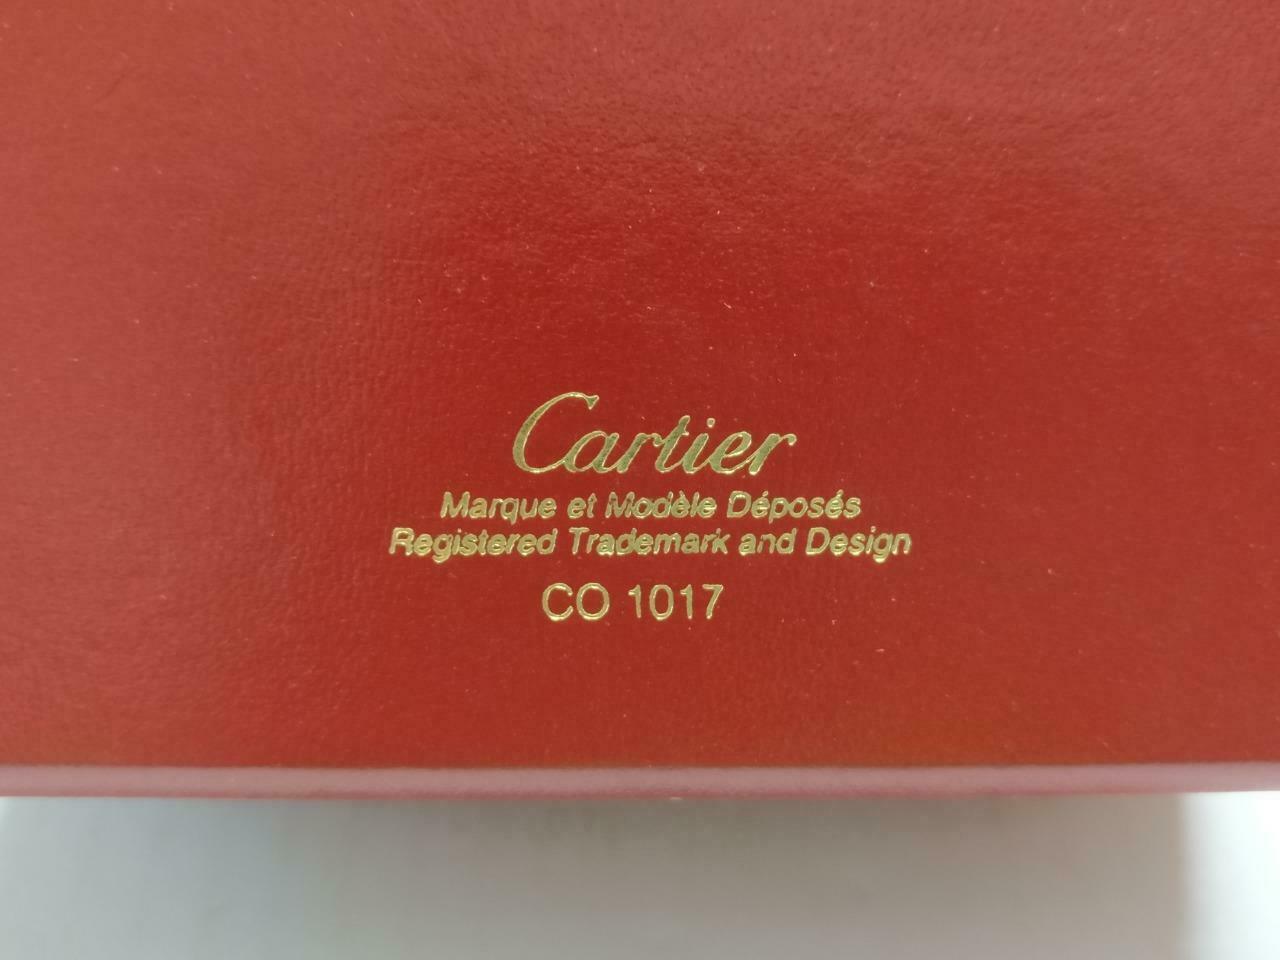 Cartier
Marque et Modèle Déposés
Registered Trademark and Design
CO 1017